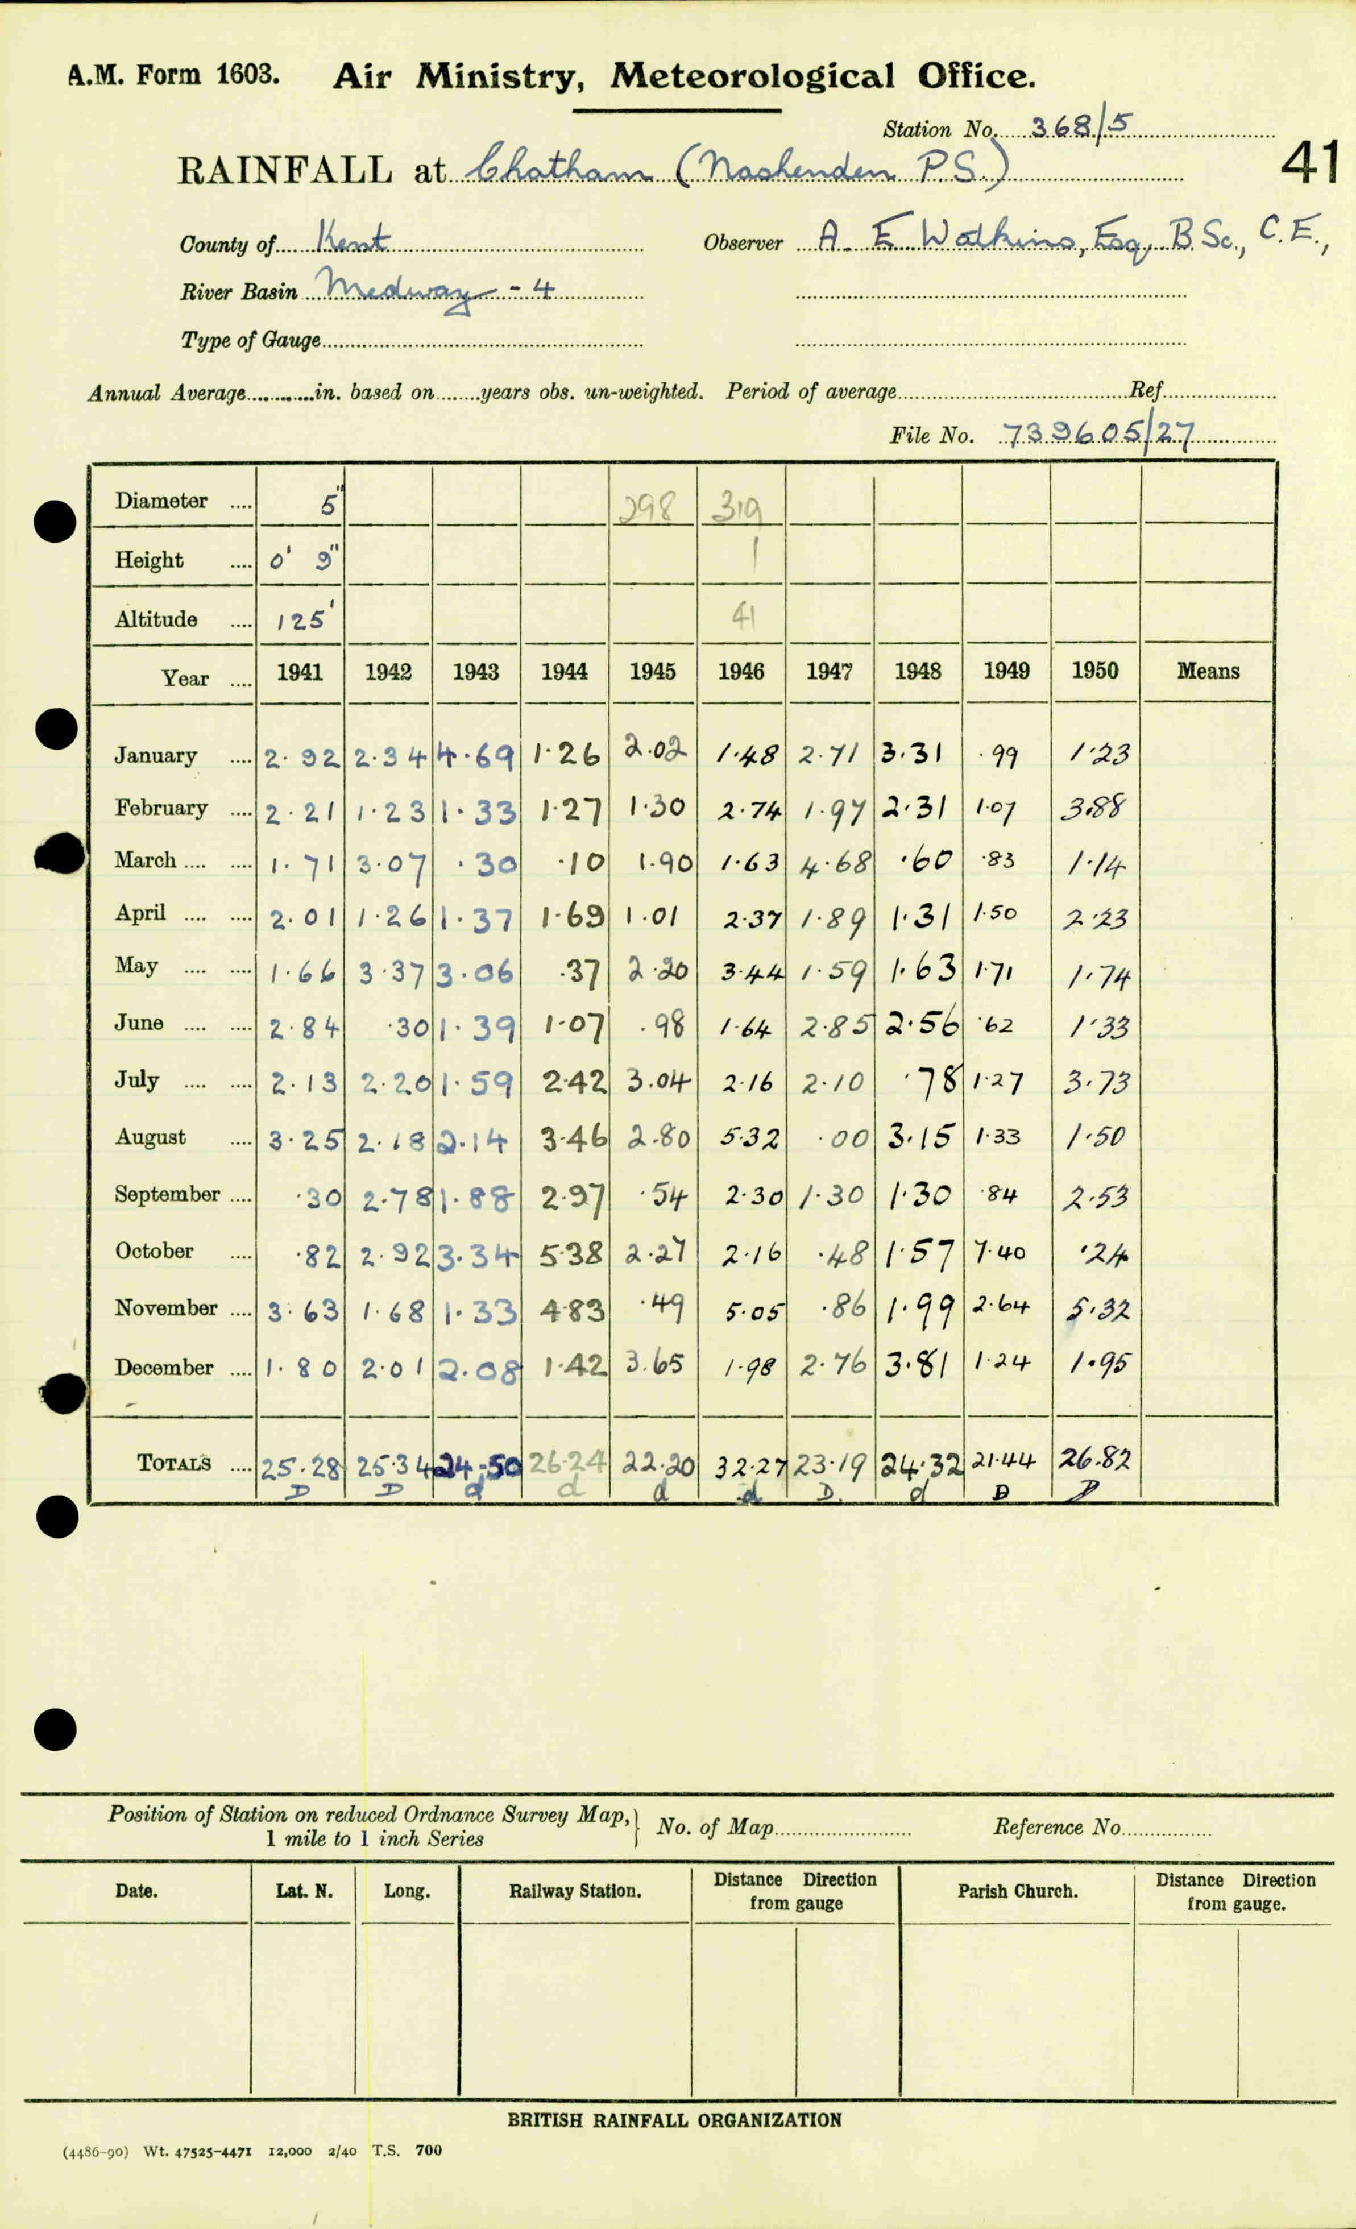 A.M. Form 1603. Air Ministry, Meteorological Office.
Station No. 368/5
RAINFALL at Chatham (Nashenden P.S.) 41
County of Kent Observer A. E. Watkins, Esq, B.Sc., C.E.,
River Basin Medway - 4
Type of Gauge
Annual Average in. based on years obs. un-weighted. Period of average Ref
File No. 739605/27
Diameter 5" 298 319
Height 0' 9" 1
Altitude 125' 41
Year 1941 1942 1943 1944 1945 1946 1947 1948 1949 1950 Means
January 2.92 2.34 4.69 1.26 2.02 1.48 2.71 3.31 .99 1.23
February 2.21 1.23 1.33 1.27 1.30 2.74 1.97 2.31 1.07 3.88
March 1.71 3.07 .30 .10 1.90 1.63 4.68 .60 .83 1.14
April 2.01 1.26 1.37 1.69 1.01 2.37 1.89 1.31 1.50 2.23
May 1.66 3.37 3.06 .37 2.20 3.44 1.59 1.63 1.71 1.74
June 2.84 .30 1.39 1.07 .98 1.64 2.85 2.56 .62 1.33
July 2.13 2.20 1.59 2.42 3.04 2.16 2.10 .78 1.27 3.73
August 3.25 2.18 2.14 3.46 2.80 5.32 .00 3.15 1.33 1.50
September .30 2.78 1.88 2.97 .54 2.30 1.30 1.30 .84 2.53
October .82 2.92 3.34 5.38 2.27 2.16 .48 1.57 7.40 .24
November 3.63 1.68 1.33 4.83 .49 5.05 .86 1.99 2.64 5.32
December 1.80 2.01 2.08 1.42 3.65 1.98 2.76 3.81 1.24 1.95
TOTALS 25.28 25.34 24.50 26.24 22.20 32.27 23.19 24.32 21.44 26.82
D D d d d d D. d D D
Position of Station on reduced Ordnance Survey Map, No. of Map Reference No
1 mile to 1 inch Series
Date. Lat. N. Long. Railway Station. Distance Direction from gauge Parish Church. Distance Direction from gauge.
BRITISH RAINFALL ORGANIZATION
(4486-90) Wt. 47525-4471 12,000 2/40 T.S. 700